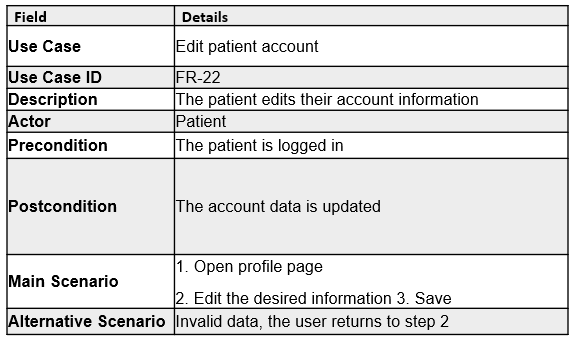 Field Details
Use Case Edit patient account
Use Case ID FR-22
Description The patient edits their account information
Actor Patient
Precondition The patient is logged in
Postcondition The account data is updated
Main Scenario 1. Open profile page
2. Edit the desired information 3. Save
Alternative Scenario Invalid data, the user returns to step 2